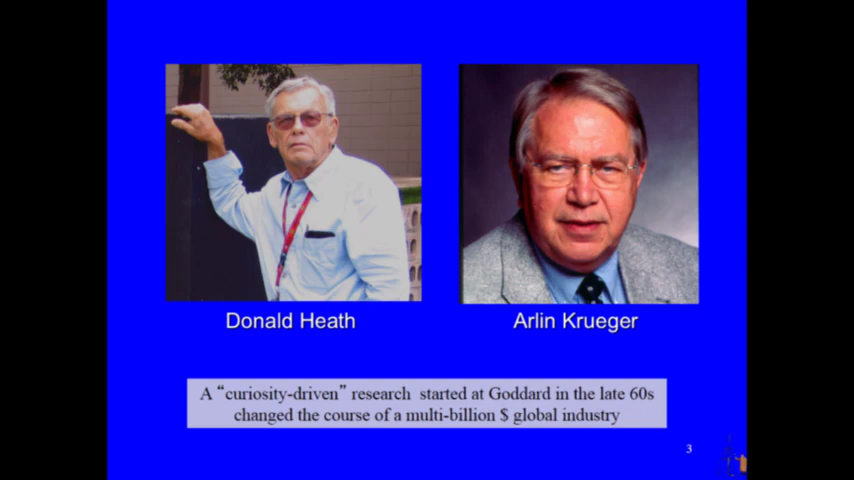 Donald Heath
Arlin Krueger
A “curiosity-driven” research started at Goddard in the late 60s
changed the course of a multi-billion $ global industry
3